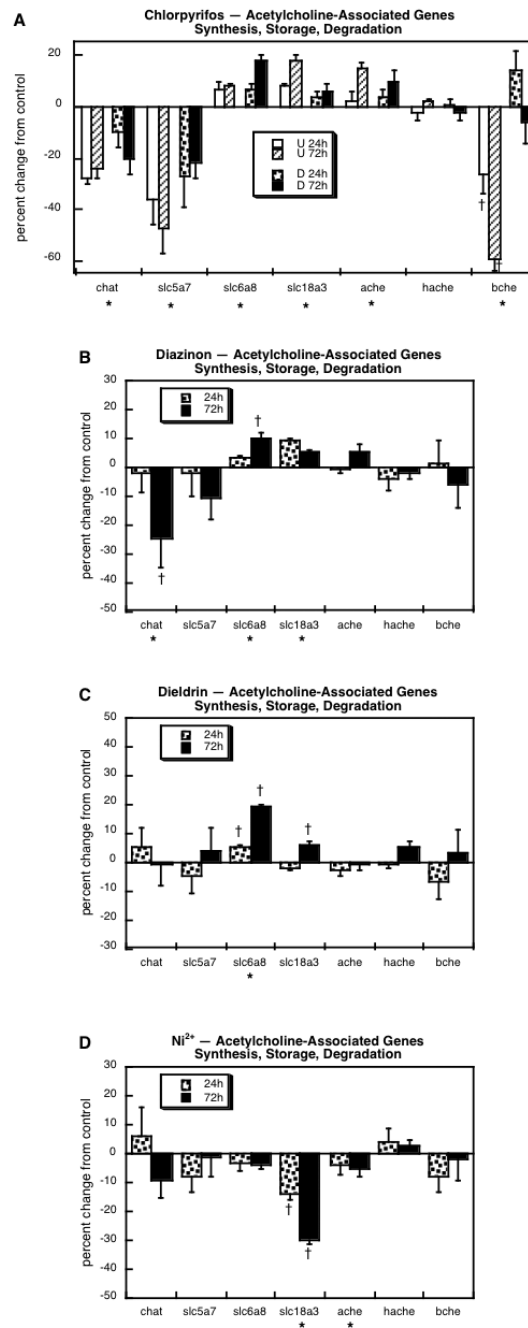 A
Chlorpyrifos — Acetylcholine-Associated Genes
Synthesis, Storage, Degradation
percent change from control
20
0
-20
-40
-60
U 24h
U 72h
D 24h
D 72h
†
†
chat slc5a7 slc6a8 slc18a3 ache hache bche
* * * * * *
B
Diazinon — Acetylcholine-Associated Genes
Synthesis, Storage, Degradation
percent change from control
30
20
10
0
-10
-20
-30
-40
-50
24h
72h
†
†
chat slc5a7 slc6a8 slc18a3 ache hache bche
* * *
C
Dieldrin — Acetylcholine-Associated Genes
Synthesis, Storage, Degradation
percent change from control
50
40
30
20
10
0
-10
-20
-30
24h
72h
† † †
chat slc5a7 slc6a8 slc18a3 ache hache bche
*
D
Ni²⁺ — Acetylcholine-Associated Genes
Synthesis, Storage, Degradation
percent change from control
30
20
10
0
-10
-20
-30
-40
-50
24h
72h
†
†
chat slc5a7 slc6a8 slc18a3 ache hache bche
* *